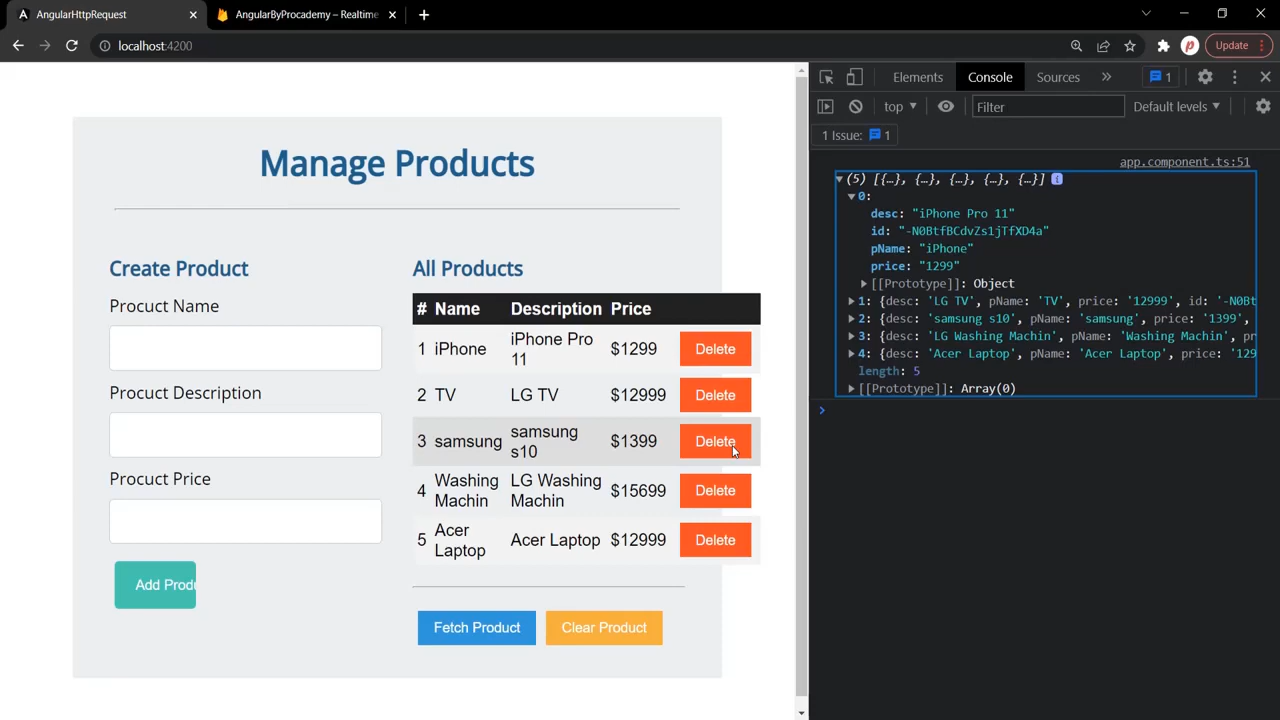 AngularHttpRequest
AngularByProcademy – Realtime
localhost:4200
Update
Manage Products
Create Product
Procuct Name
Product Description
Procuct Price
Add Prod
All Products
# Name Description Price
1 iPhone iPhone Pro 11 $1299 Delete
2 TV LG TV $12999 Delete
3 samsung samsung s10 $1399 Delete
4 Washing Machin LG Washing Machin $15699 Delete
5 Acer Laptop Acer Laptop $12999 Delete
Fetch Product Clear Product
Elements Console Sources » 1
top Filter Default levels
1 Issue: 1
app.component.ts:51
(5) [{…}, {…}, {…}, {…}, {…}] i
0:
desc: "iPhone Pro 11"
id: "-N0BtfBCdvZs1jTfXD4a"
pName: "iPhone"
price: "1299"
[[Prototype]]: Object
1: {desc: 'LG TV', pName: 'TV', price: '12999', id: '-N0Bt
2: {desc: 'samsung s10', pName: 'samsung', price: '1399',
3: {desc: 'LG Washing Machin', pName: 'Washing Machin', pr
4: {desc: 'Acer Laptop', pName: 'Acer Laptop', price: '129
length: 5
[[Prototype]]: Array(0)